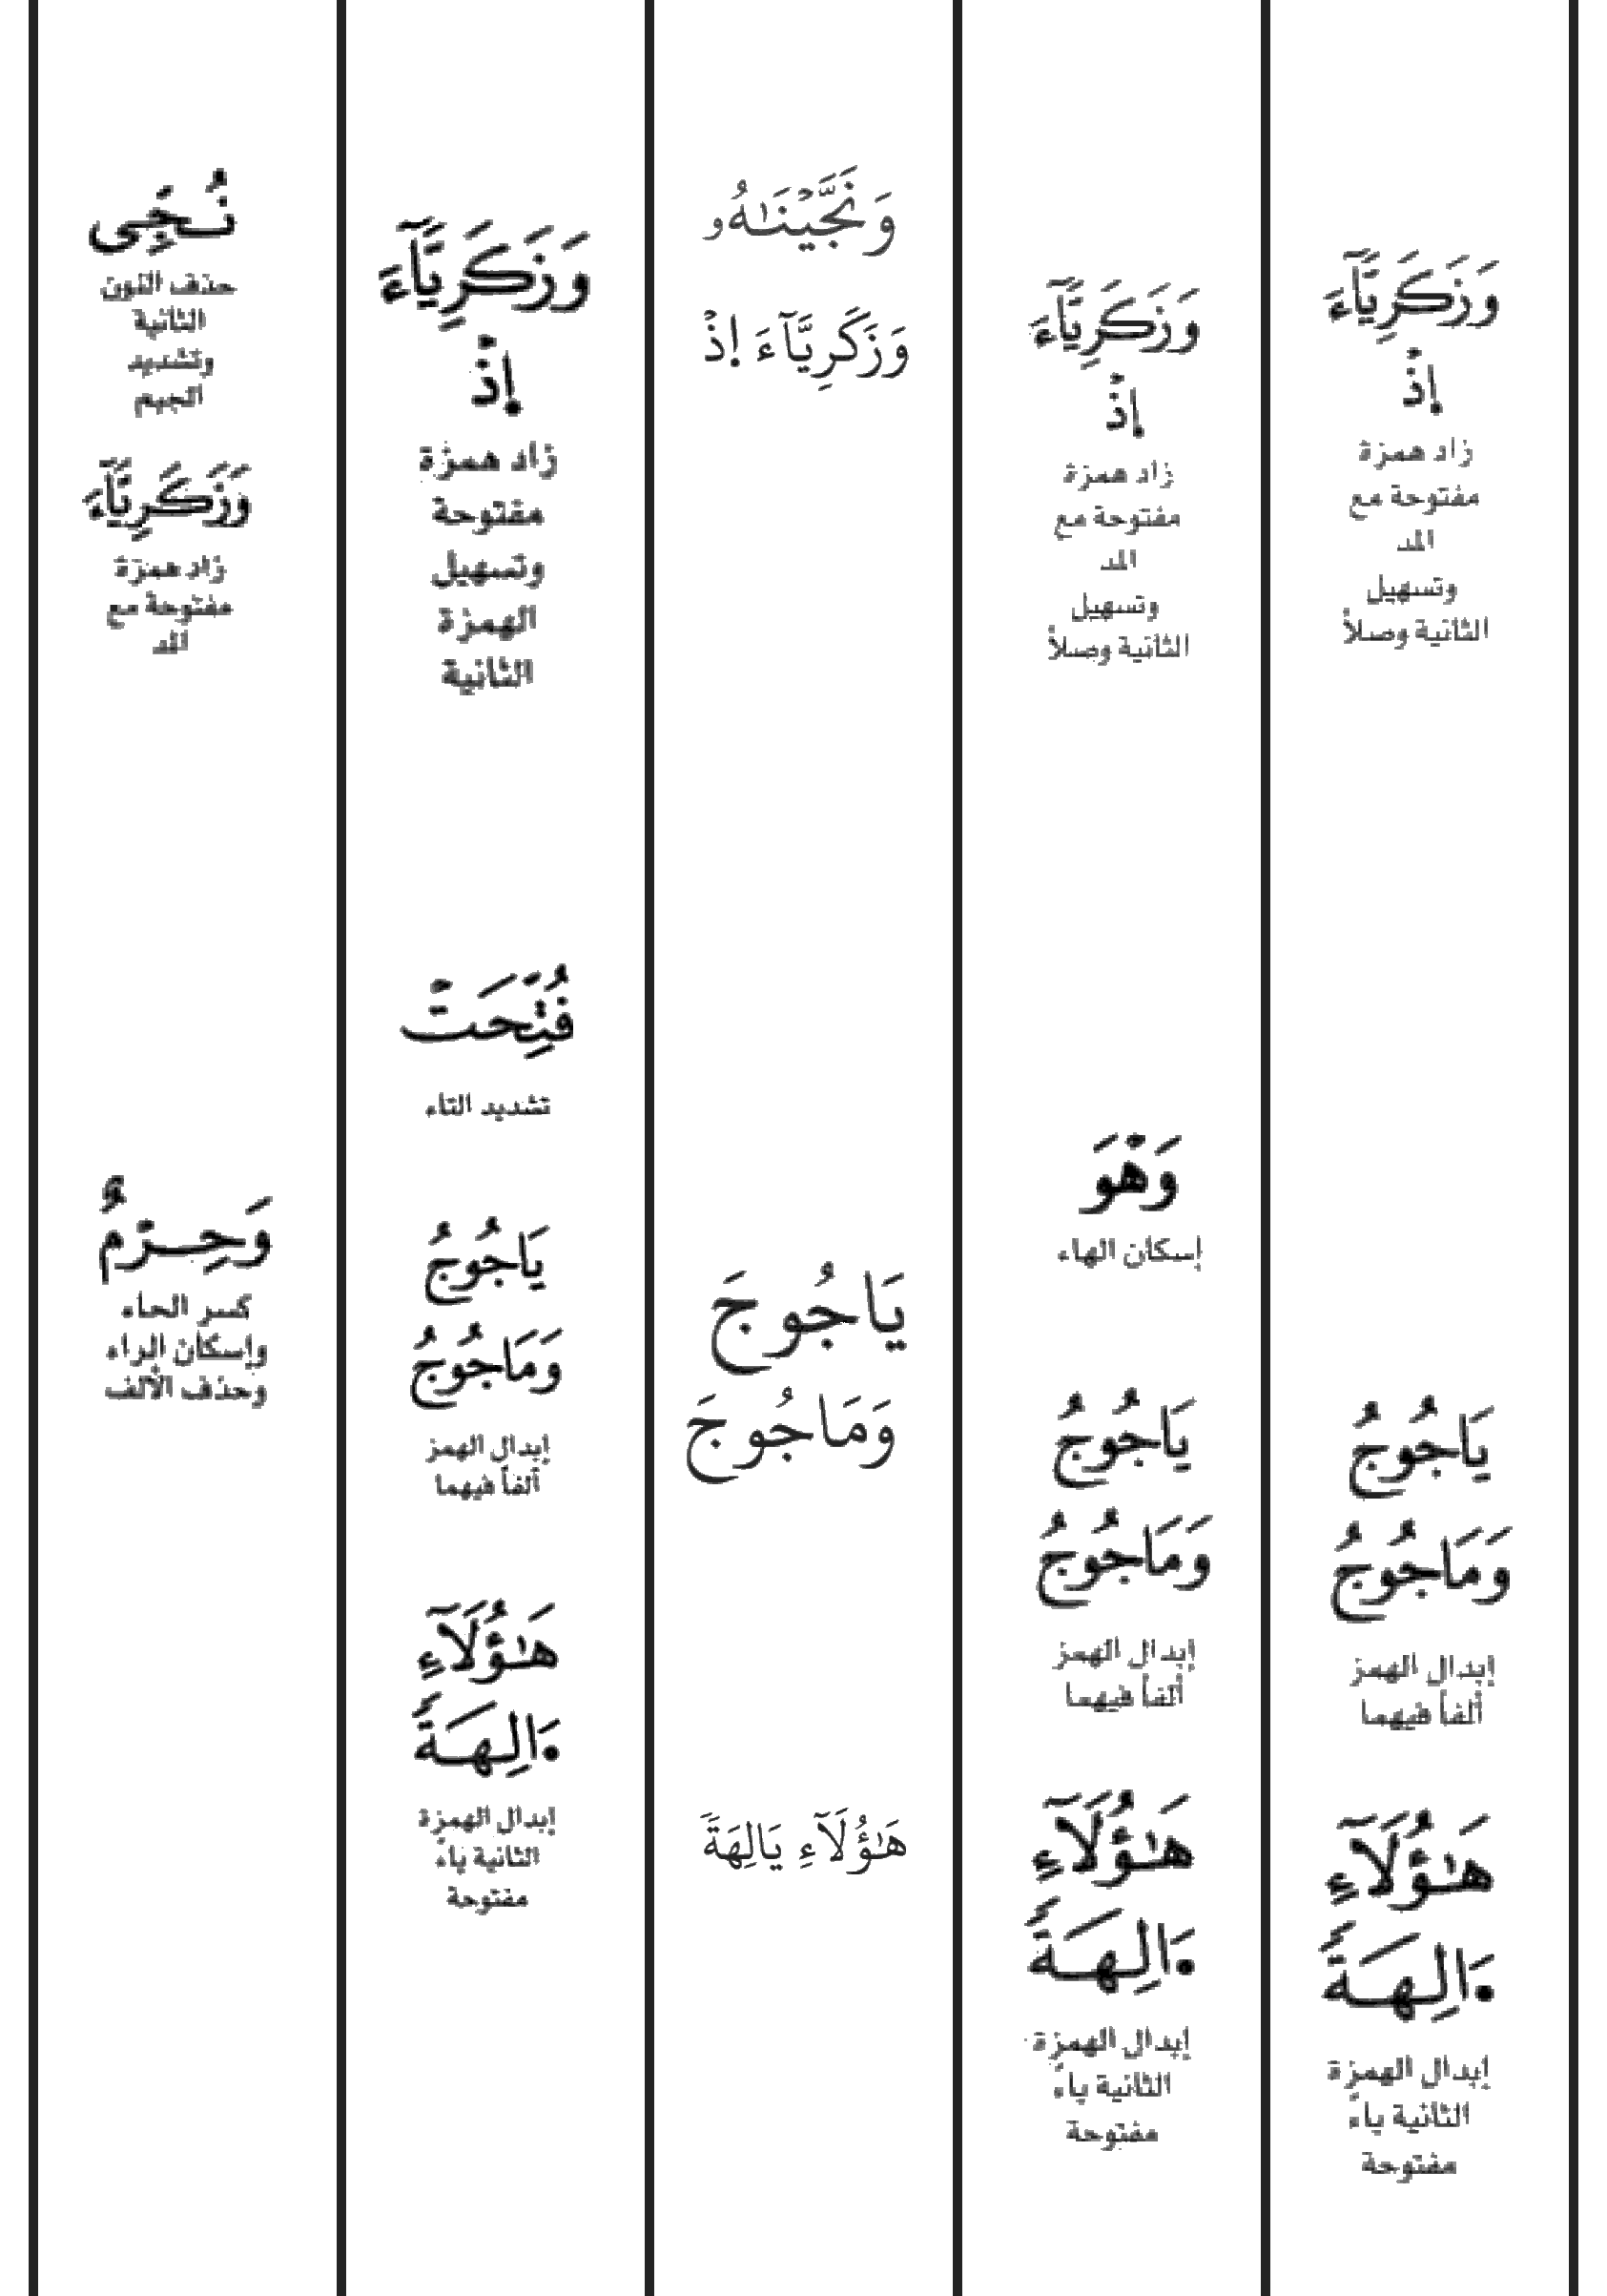 وَزَكَرِيَّآءَ
إِذْ
زاد همزة
مفتوحة مع
المد
وتسهيل
الثانية وصلاً
يَاجُوجُ
وَمَاجُوجُ
إبدال الهمز
ألفاً فيهما
هَٰٓؤُلَآءِ
ءَالِهَةً
إبدال الهمزة
الثانية ياءً
مفتوحة
وَزَكَرِيَّآءَ
إِذْ
زاد همزة
مفتوحة مع
المد
وتسهيل
الثانية وصلاً
وَهْوَ
إسكان الهاء
يَاجُوجُ
وَمَاجُوجُ
إبدال الهمز
ألفاً فيهما
هَٰٓؤُلَآءِ
ءَالِهَةً
إبدال الهمزة
الثانية ياءً
مفتوحة
وَنَجَّيْنَٰهُۥ
وَزَكَرِيَّآءَ إذْ
يَاجُوجَ
وَمَاجُوجَ
هَٰؤُلَآءِ يَالِهَةً
وَزَكَرِيَّآءَ
إِذْ
زاد همزة
مفتوحة
وتسهيل
الهمزة
الثانية
فُتِّحَتْ
تشديد التاء
يَاجُوجُ
وَمَاجُوجُ
إبدال الهمز
ألفاً فيهما
هَٰٓؤُلَآءِ
ءَالِهَةً
إبدال الهمزة
الثانية ياءً
مفتوحة
نُـجِّى
حذف النون
الثانية
وتشديد
الجيم
وَزَكَرِيَّآءَ
زاد همزة
مفتوحة مع
المد
وَحِـرْمٌ
كسر الحاء
وإسكان الراء
وحذف الألف